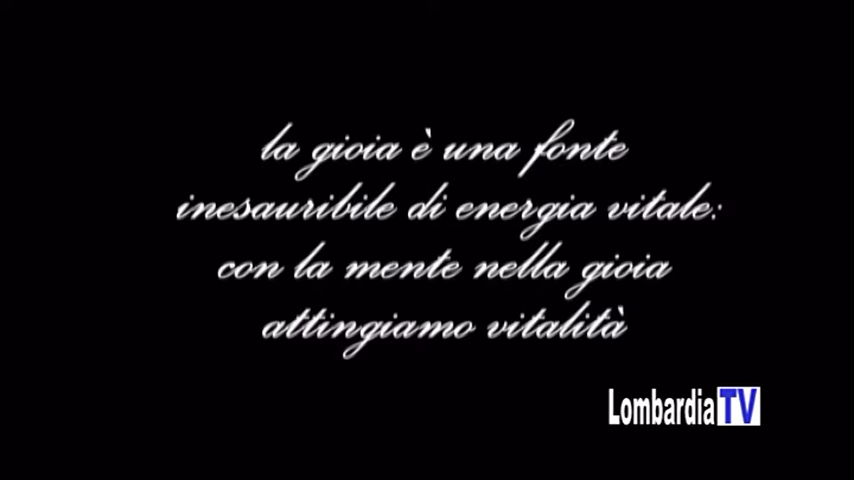 la gioia è una fonte
inesauribile di energia vitale:
con la mente nella gioia
attingiamo vitalità
LombardiaTV